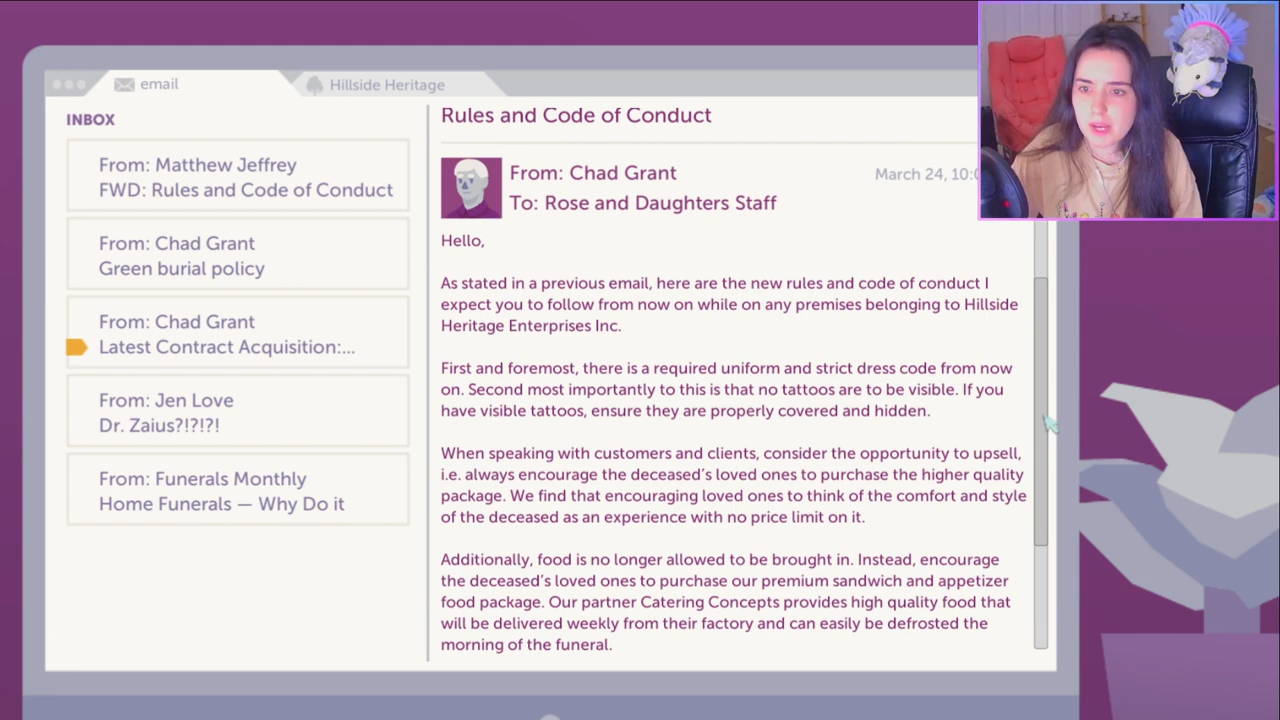 email
Hillside Heritage
INBOX
From: Matthew Jeffrey
FWD: Rules and Code of Conduct
From: Chad Grant
Green burial policy
From: Chad Grant
Latest Contract Acquisition:...
From: Jen Love
Dr. Zaius?!?!?!
From: Funerals Monthly
Home Funerals — Why Do it
Rules and Code of Conduct
From: Chad Grant
March 24, 10:0
To: Rose and Daughters Staff
Hello,
As stated in a previous email, here are the new rules and code of conduct I
expect you to follow from now on while on any premises belonging to Hillside
Heritage Enterprises Inc.
First and foremost, there is a required uniform and strict dress code from now
on. Second most importantly to this is that no tattoos are to be visible. If you
have visible tattoos, ensure they are properly covered and hidden.
When speaking with customers and clients, consider the opportunity to upsell,
i.e. always encourage the deceased's loved ones to purchase the higher quality
package. We find that encouraging loved ones to think of the comfort and style
of the deceased as an experience with no price limit on it.
Additionally, food is no longer allowed to be brought in. Instead, encourage
the deceased's loved ones to purchase our premium sandwich and appetizer
food package. Our partner Catering Concepts provides high quality food that
will be delivered weekly from their factory and can easily be defrosted the
morning of the funeral.